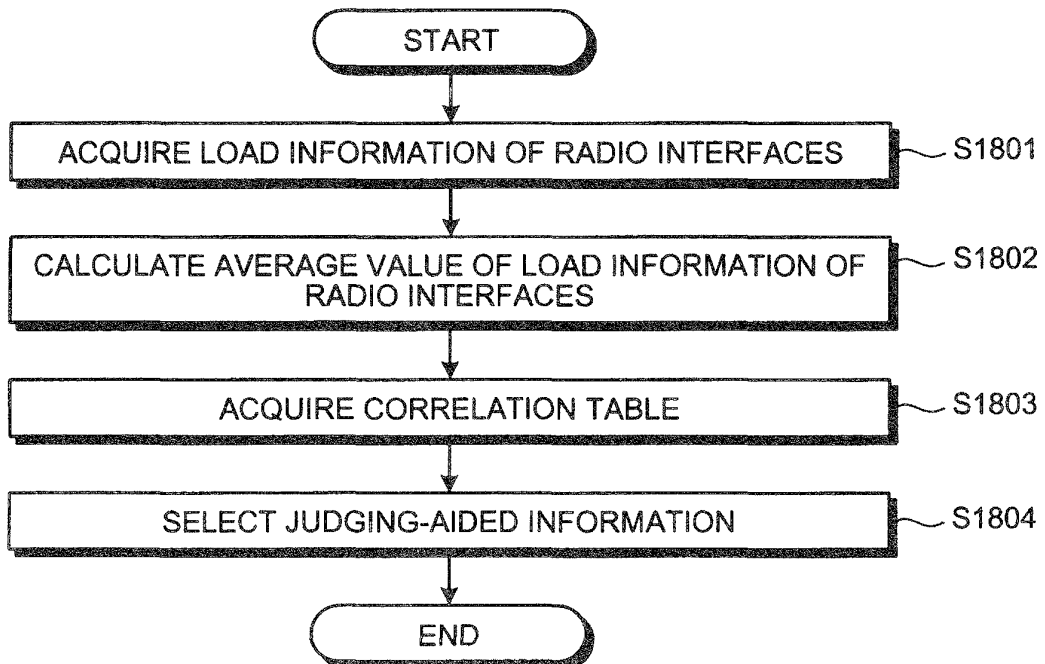 START
ACQUIRE LOAD INFORMATION OF RADIO INTERFACES
S1801
CALCULATE AVERAGE VALUE OF LOAD INFORMATION OF
RADIO INTERFACES
S1802
ACQUIRE CORRELATION TABLE
S1803
SELECT JUDGING-AIDED INFORMATION
S1804
END